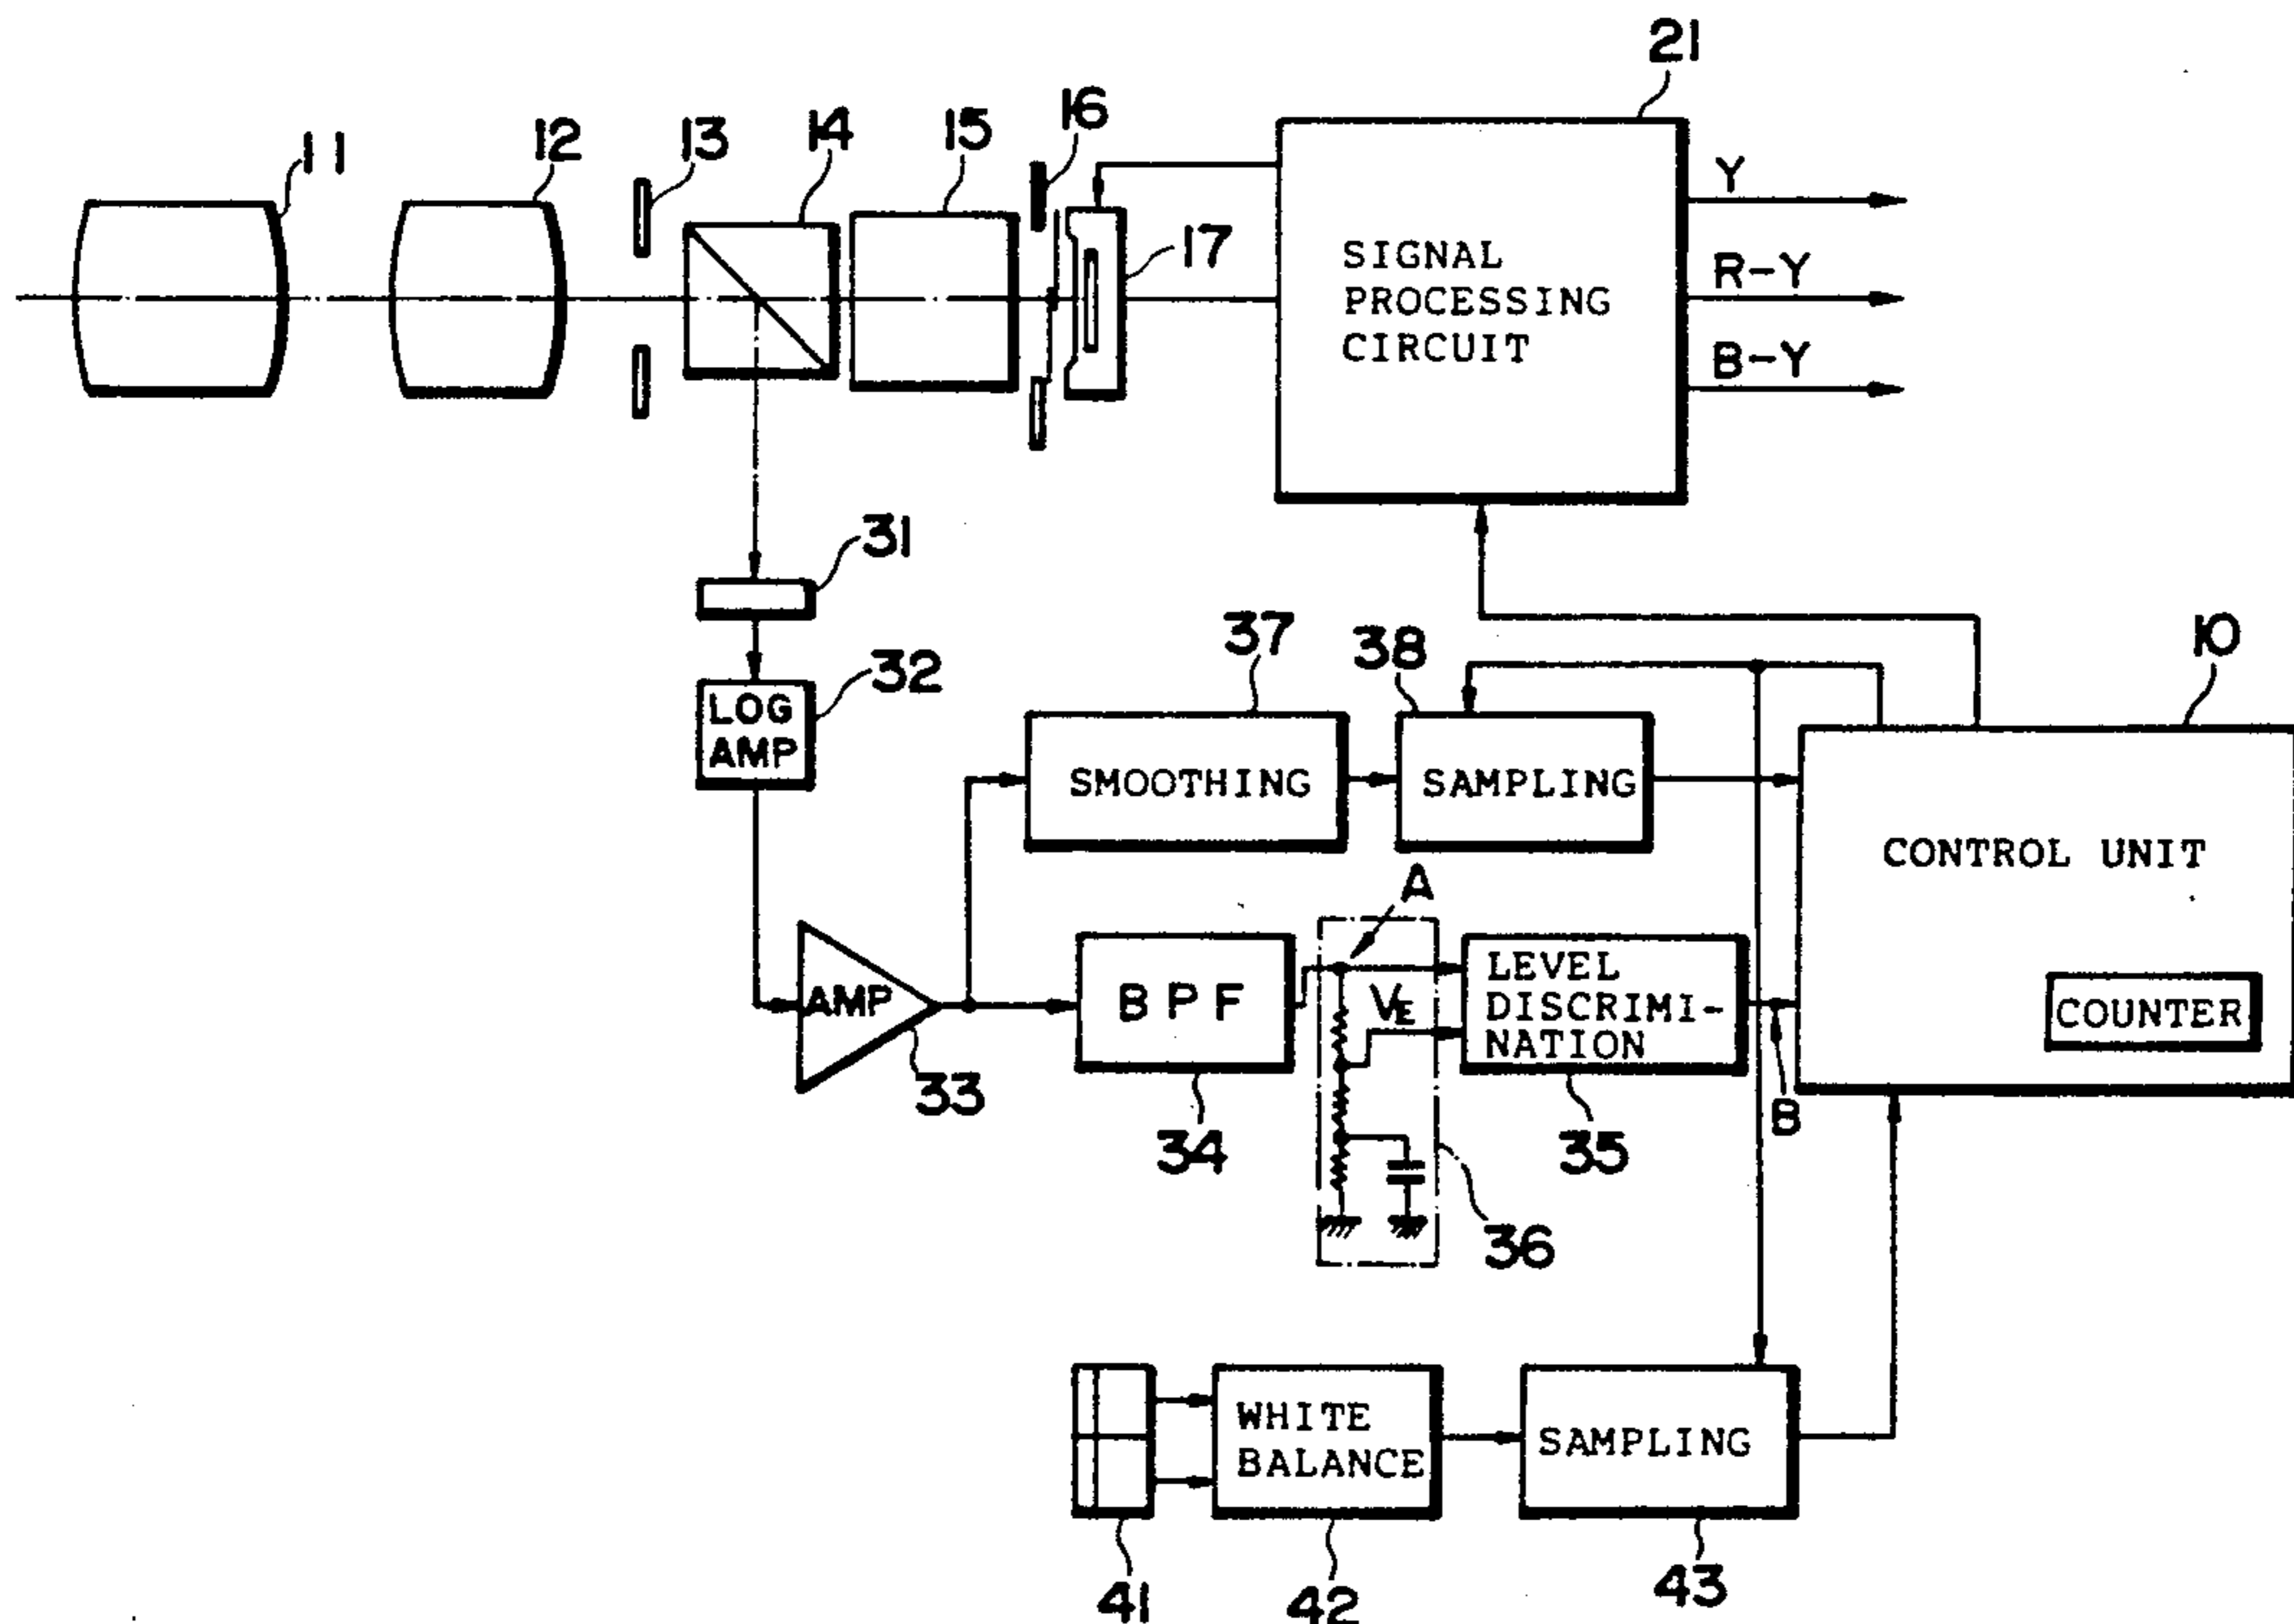 21
11
12
13
14
15
16
17
SIGNAL
PROCESSING
CIRCUIT
Y
R-Y
B-Y
31
32
LOG
AMP
37
38
10
SMOOTHING
SAMPLING
CONTROL UNIT
COUNTER
A
AMP
33
BPF
34
VE
LEVEL
DISCRIMI-
NATION
35
B
36
WHITE
BALANCE
SAMPLING
41
42
43